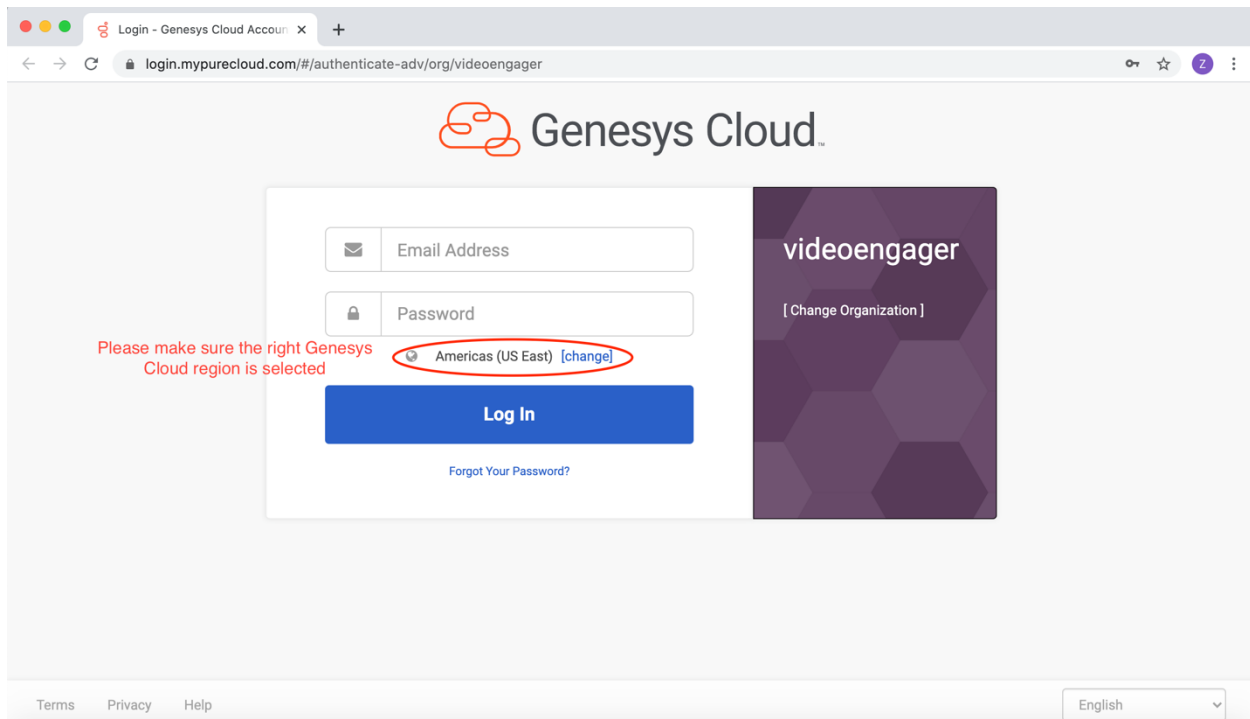 Login - Genesys Cloud Accoun
login.mypurecloud.com/#/authenticate-adv/org/videoengager
Z
Genesys Cloud™
Email Address
videoengager
Password
[ Change Organization ]
Please make sure the right Genesys
Cloud region is selected
Americas (US East) [change]
Log In
Forgot Your Password?
Terms Privacy Help
English